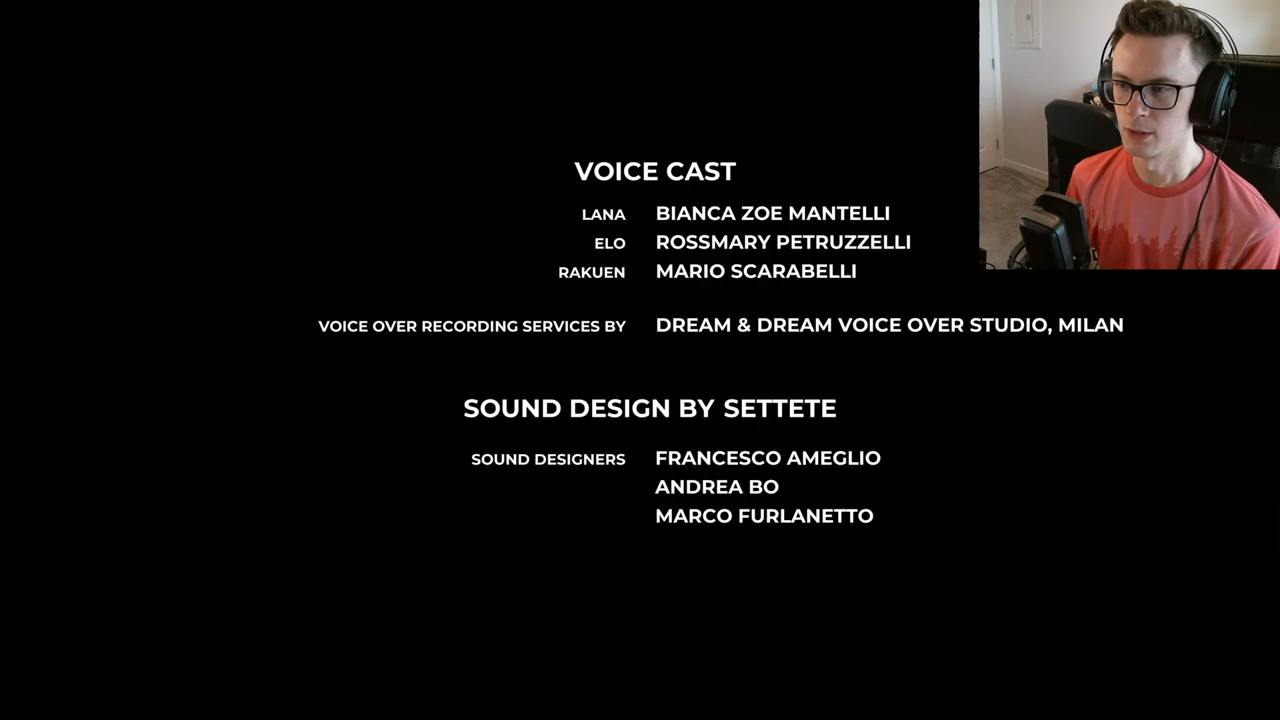 VOICE CAST
LANA BIANCA ZOE MANTELLI
ELO ROSSMARY PETRUZZELLI
RAKUEN MARIO SCARABELLI
VOICE OVER RECORDING SERVICES BY DREAM & DREAM VOICE OVER STUDIO, MILAN
SOUND DESIGN BY SETTETE
SOUND DESIGNERS FRANCESCO AMEGLIO
ANDREA BO
MARCO FURLANETTO